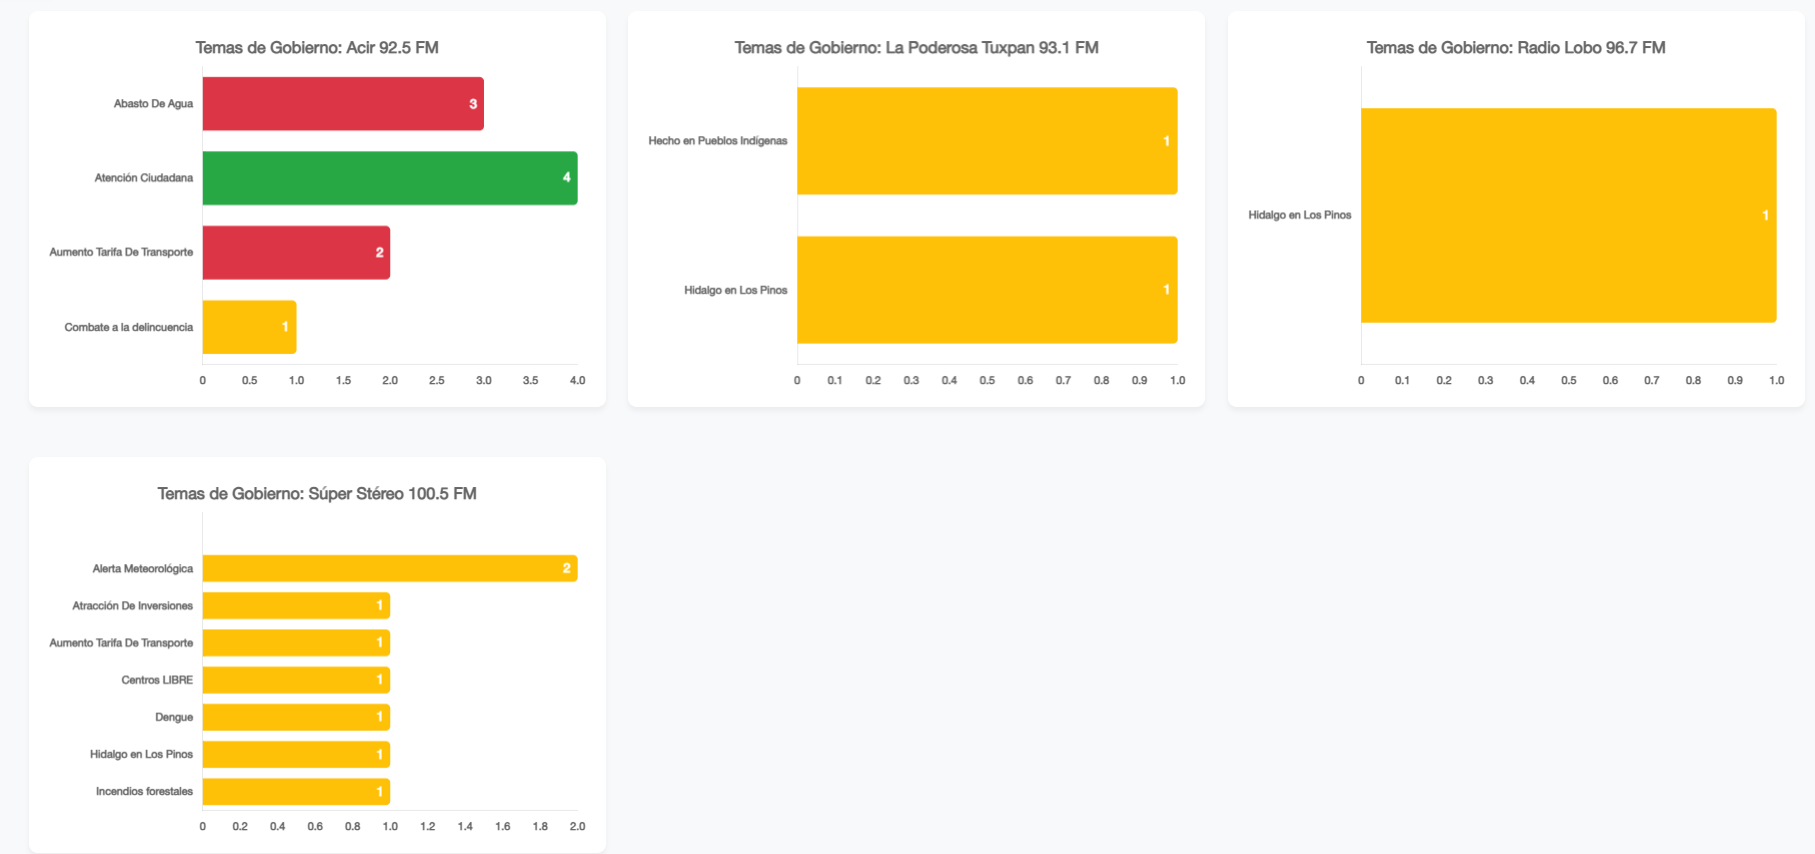 Temas de Gobierno: Acir 92.5 FM
Abasto De Agua
3
Atención Ciudadana
4
Aumento Tarifa De Transporte
2
Combate a la delincuencia
1
0 0.5 1.0 1.5 2.0 2.5 3.0 3.5 4.0
Temas de Gobierno: La Poderosa Tuxpan 93.1 FM
Hecho en Pueblos Indígenas
1
Hidalgo en Los Pinos
1
0 0.1 0.2 0.3 0.4 0.5 0.6 0.7 0.8 0.9 1.0
Temas de Gobierno: Radio Lobo 96.7 FM
Hidalgo en Los Pinos
1
0 0.1 0.2 0.3 0.4 0.5 0.6 0.7 0.8 0.9 1.0
Temas de Gobierno: Súper Stéreo 100.5 FM
Alerta Meteorológica
2
Atracción De Inversiones
1
Aumento Tarifa De Transporte
1
Centros LIBRE
1
Dengue
1
Hidalgo en Los Pinos
1
Incendios forestales
1
0 0.2 0.4 0.6 0.8 1.0 1.2 1.4 1.6 1.8 2.0